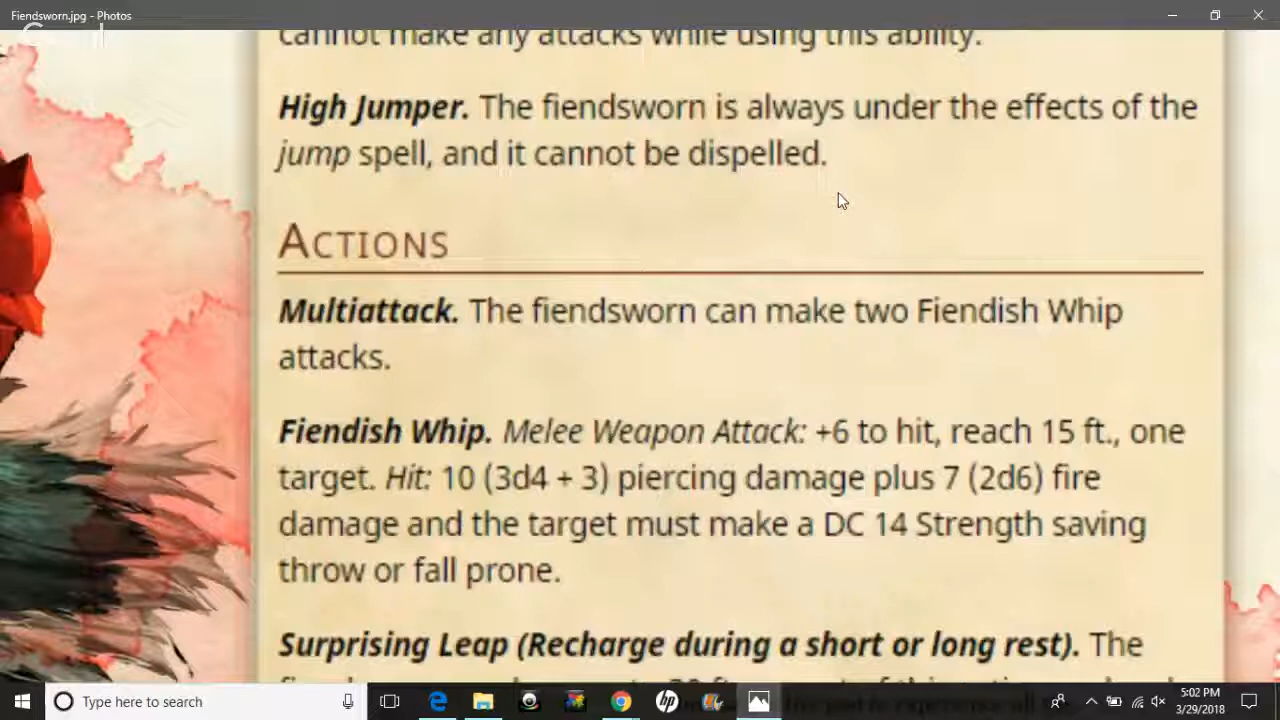 Fiendsworn.jpg - Photos
cannot make any attacks while using this ability.
High Jumper. The fiendsworn is always under the effects of the
jump spell, and it cannot be dispelled.
ACTIONS
Multiattack. The fiendsworn can make two Fiendish Whip
attacks.
Fiendish Whip. Melee Weapon Attack: +6 to hit, reach 15 ft., one
target. Hit: 10 (3d4 + 3) piercing damage plus 7 (2d6) fire
damage and the target must make a DC 14 Strength saving
throw or fall prone.
Surprising Leap (Recharge during a short or long rest). The
Type here to search
hp
5:02 PM
3/29/2018